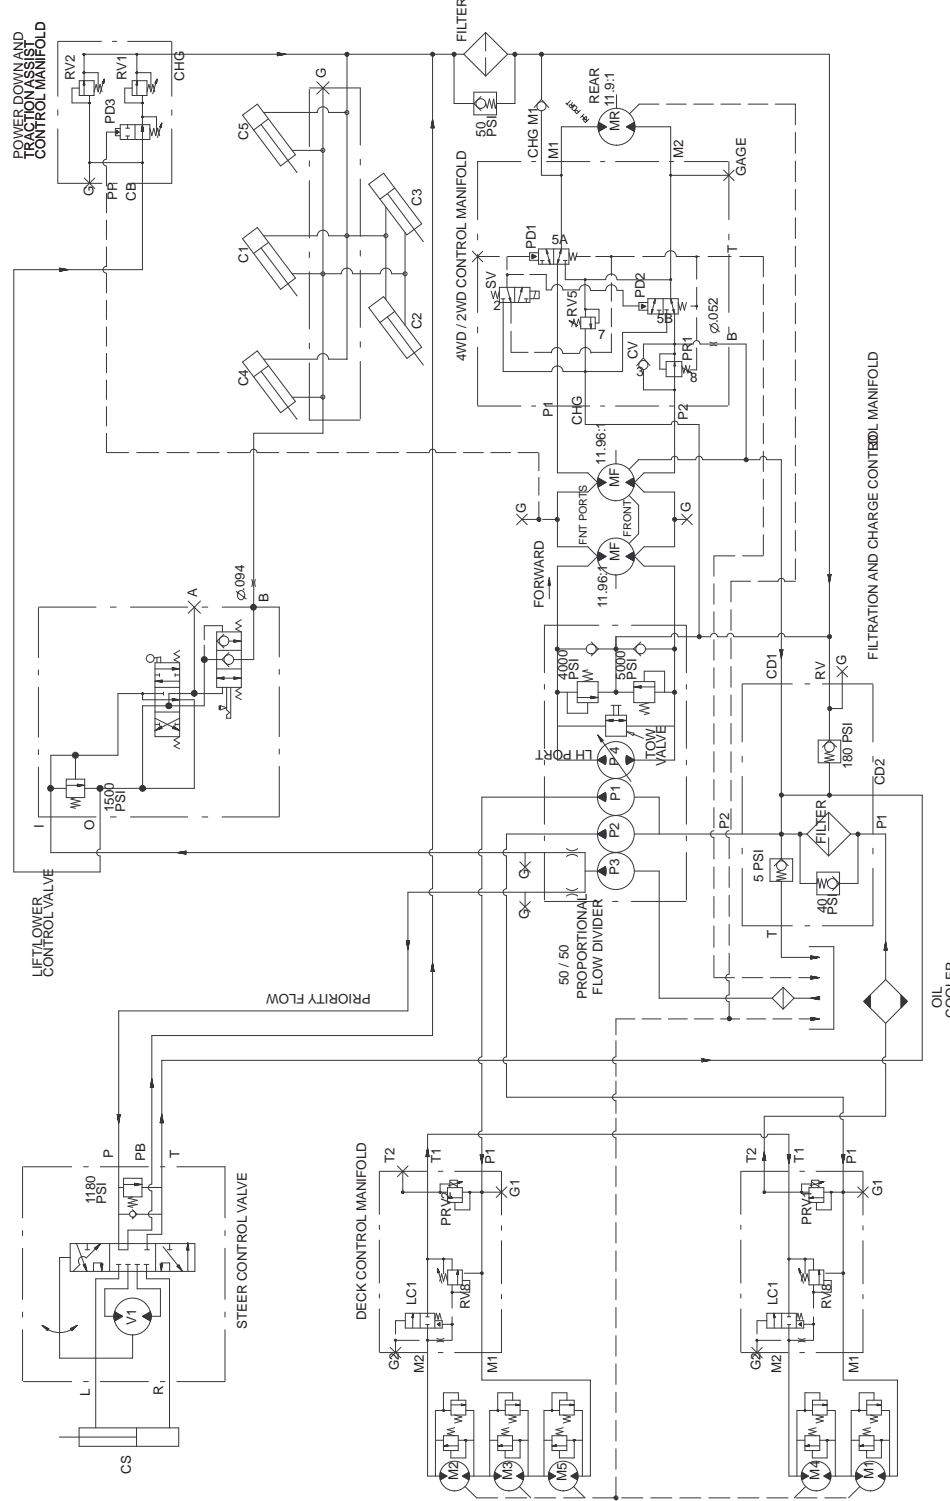 POWER DOWN AND
TRACTION ASSIST
CONTROL MANIFOLD
RV2
RV1
PD3
CHG
G
PR
CB
FILTER
50
PSI
G
C5
C1
C3
C2
C4
CHG M1
M1
RH PORT
REAR
11.9:1
MR
M2
GAGE
4WD / 2WD CONTROL MANIFOLD
PD1
5A
SV
2
RV5
7
PD2
5B
T
Ø.052
B
CV
3
PR1
8
P1
CHG
P2
11.96:1
MF
G
FNT PORTS
FRONT
G
MF
11.96:1
FORWARD
FILTRATION AND CHARGE CONTROL MANIFOLD
A
Ø.094
B
1500
PSI
I
O
LIFT/LOWER
CONTROL VALVE
4000
PSI
5000
PSI
LH PORT
P4
TOW
VALVE
P1
P2
P3
P2
G
G
50 / 50
PROPORTIONAL
FLOW DIVIDER
PRIORITY FLOW
CD1
RV
G
180 PSI
CD2
FILTER
P1
5 PSI
40
PSI
T
OIL
COOLER
P
PB
T
1180
PSI
STEER CONTROL VALVE
V1
L
R
CS
DECK CONTROL MANIFOLD
T2
T1
P1
G1
LC1
RV8
G2
M2
M1
M2
M3
M5
T2
T1
P1
G1
LC1
RV8
G2
M2
M1
M4
M1